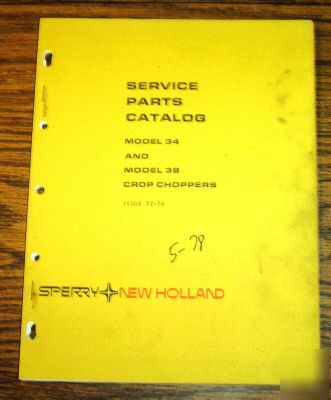 SERVICE
PARTS
CATALOG
MODEL 34
AND
MODEL 38
CROP CHOPPERS
ISSUE 12-76
5-78
SPERRY NEW HOLLAND